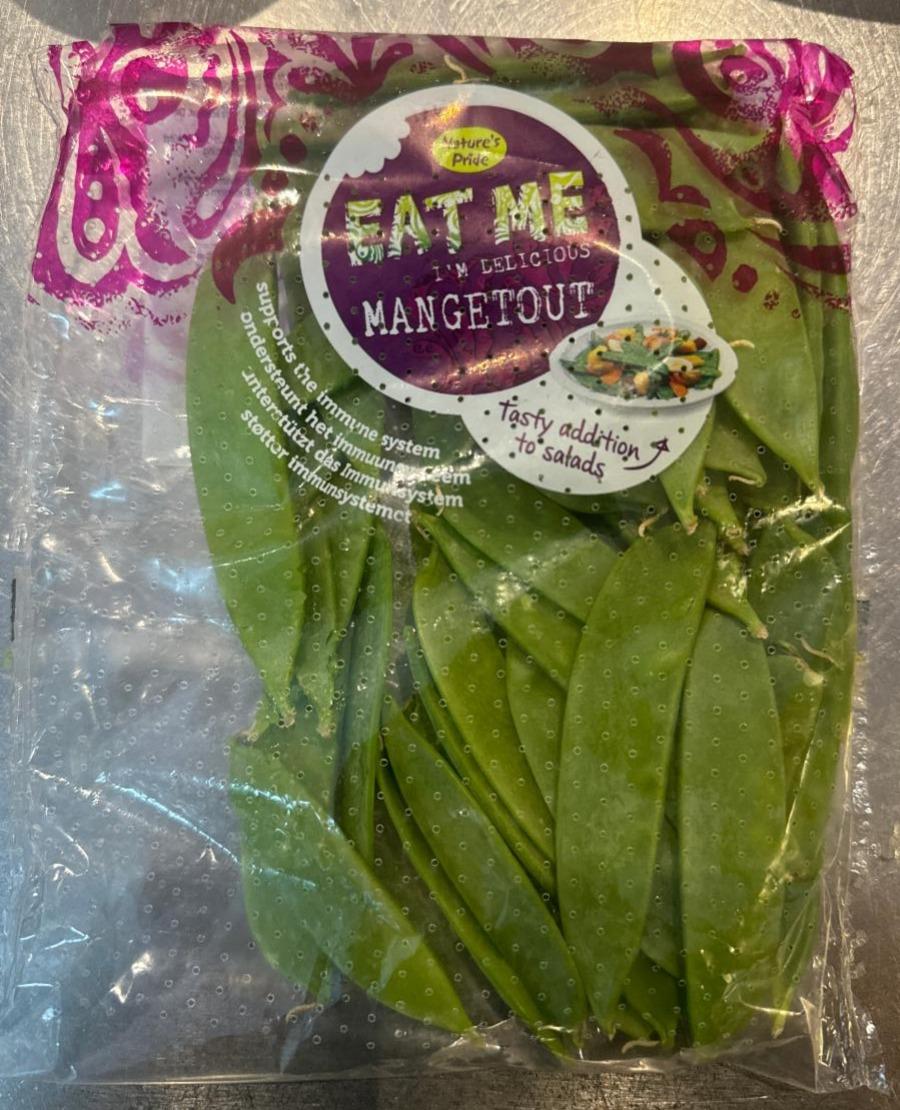 Nature's
Pride
EAT ME
I'M DELICIOUS
MANGETOUT
Tasty addition
to salads
supports the immune system
ondersteunt het immuunsysteem
unterstützt das Immunsystem
støttor immunsystemet